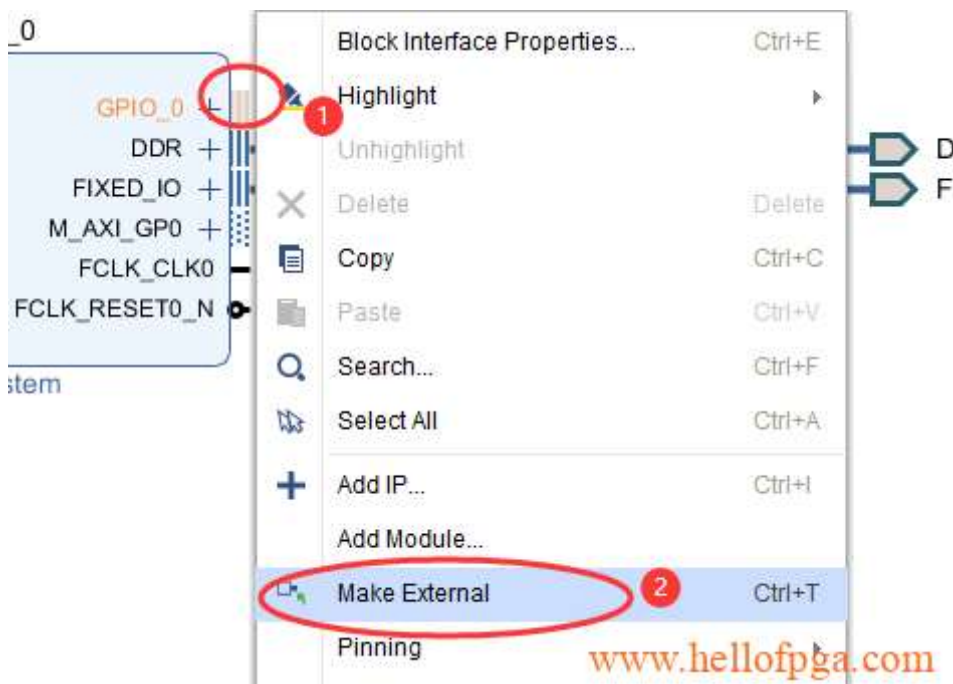 _0
GPIO_0
DDR
FIXED_IO
M_AXI_GP0
FCLK_CLK0
FCLK_RESET0_N
stem
Block Interface Properties... Ctrl+E
Highlight
Unhighlight
Delete Delete
Copy Ctrl+C
Paste Ctrl+V
Search... Ctrl+F
Select All Ctrl+A
Add IP... Ctrl+I
Add Module...
Make External Ctrl+T
Pinning
1
2
D
F
www.hellofpga.com